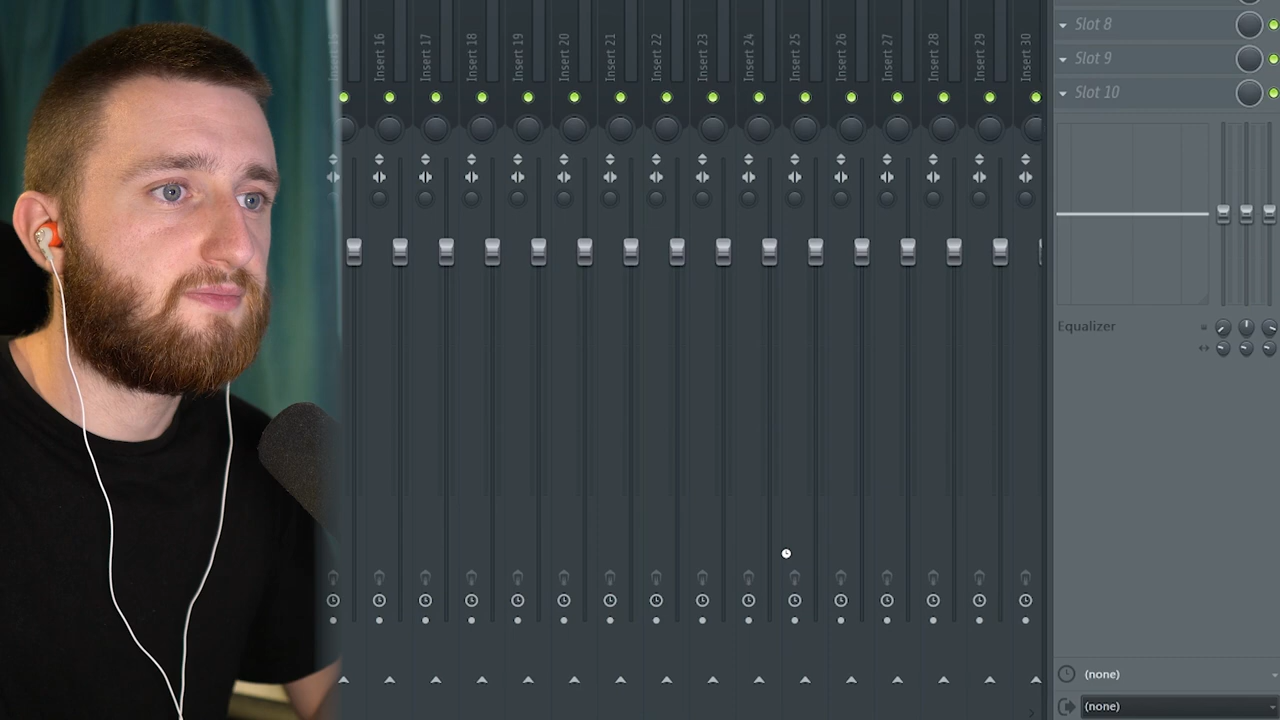 Insert 15
Insert 16
Insert 17
Insert 18
Insert 19
Insert 20
Insert 21
Insert 22
Insert 23
Insert 24
Insert 25
Insert 26
Insert 27
Insert 28
Insert 29
Insert 30
Slot 8
Slot 9
Slot 10
Equalizer
(none)
(none)